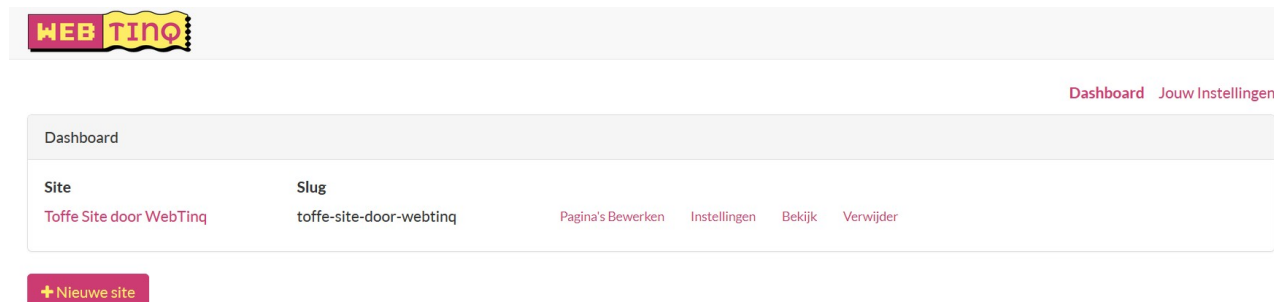 WEB TINQ
Dashboard Jouw Instellingen
Dashboard
Site Slug
Toffe Site door WebTinq toffe-site-door-webtinq Pagina's Bewerken Instellingen Bekijk Verwijder
+ Nieuwe site